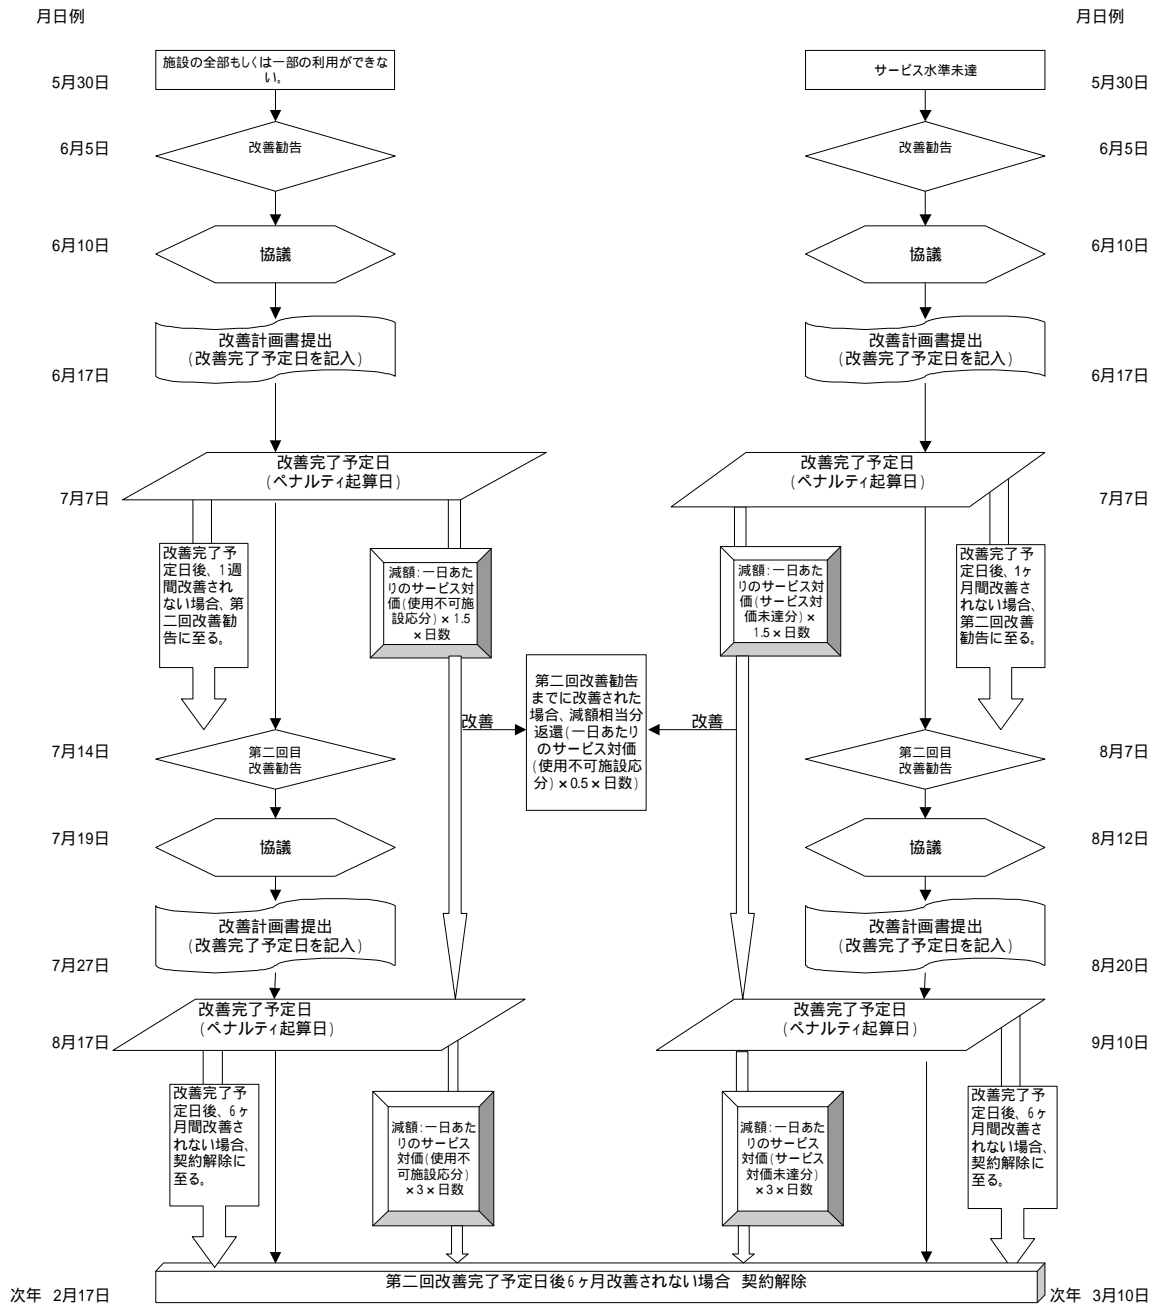 月日例
月日例
施設の全部もしくは一部の利用ができな
い。
サービス水準未達
5月30日
5月30日
改善勧告
改善勧告
6月5日
6月5日
協議
協議
6月10日
6月10日
改善計画書提出
(改善完了予定日を記入)
改善計画書提出
(改善完了予定日を記入)
6月17日
6月17日
改善完了予定日
(ペナルティ起算日)
改善完了予定日
(ペナルティ起算日)
7月7日
7月7日
改善完了予
定日後、1週
間改善され
ない場合、第
二回改善勧
告に至る。
減額:一日あた
りのサービス対
価(使用不可施
設応分)×1.5
×日数
減額:一日あた
りのサービス対
価(サービス対
価未達分)×
1.5×日数
改善完了予
定日後、1ヶ
月間改善さ
れない場合、
第二回改善
勧告に至る。
第二回改善勧告
までに改善された
場合、減額相当分
返還(一日あたり
のサービス対価
(使用不可施設応
分)×0.5×日数)
改善
改善
第二回目
改善勧告
第二回目
改善勧告
7月14日
8月7日
協議
協議
7月19日
8月12日
改善計画書提出
(改善完了予定日を記入)
改善計画書提出
(改善完了予定日を記入)
7月27日
8月20日
改善完了予定日
(ペナルティ起算日)
改善完了予定日
(ペナルティ起算日)
8月17日
9月10日
改善完了予
定日後、6ヶ
月間改善さ
れない場合、
契約解除に
至る。
減額:一日あた
りのサービス
対価(使用不
可施設応分)
×3×日数
減額:一日あた
りのサービス
対価(サービス
対価未達分)
×3×日数
改善完了予
定日後、6ヶ
月間改善さ
れない場合、
契約解除に
至る。
第二回改善完了予定日後6ヶ月改善されない場合 契約解除
次年 2月17日
次年 3月10日